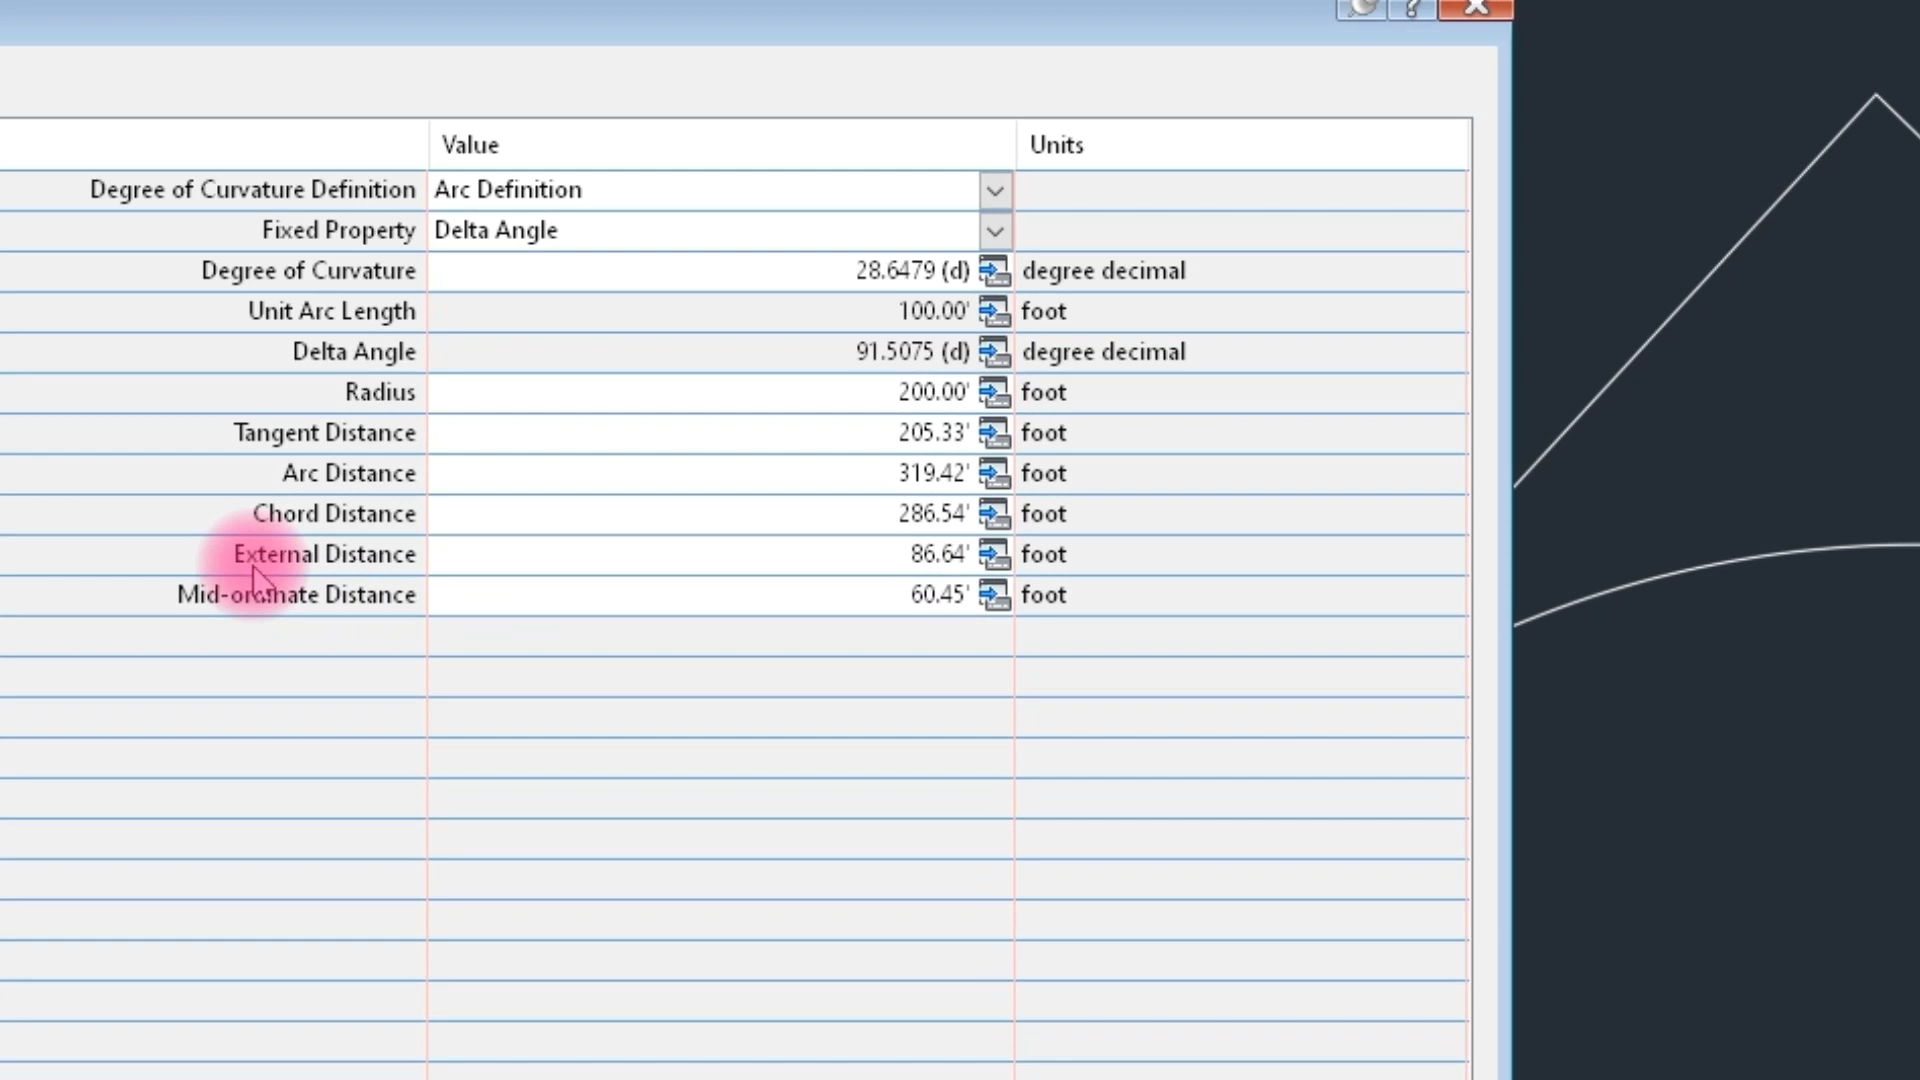 Value Units
Degree of Curvature Definition Arc Definition
Fixed Property Delta Angle
Degree of Curvature 28.6479 (d) degree decimal
Unit Arc Length 100.00' foot
Delta Angle 91.5075 (d) degree decimal
Radius 200.00' foot
Tangent Distance 205.33' foot
Arc Distance 319.42' foot
Chord Distance 286.54' foot
External Distance 86.64' foot
Mid-ordinate Distance 60.45' foot